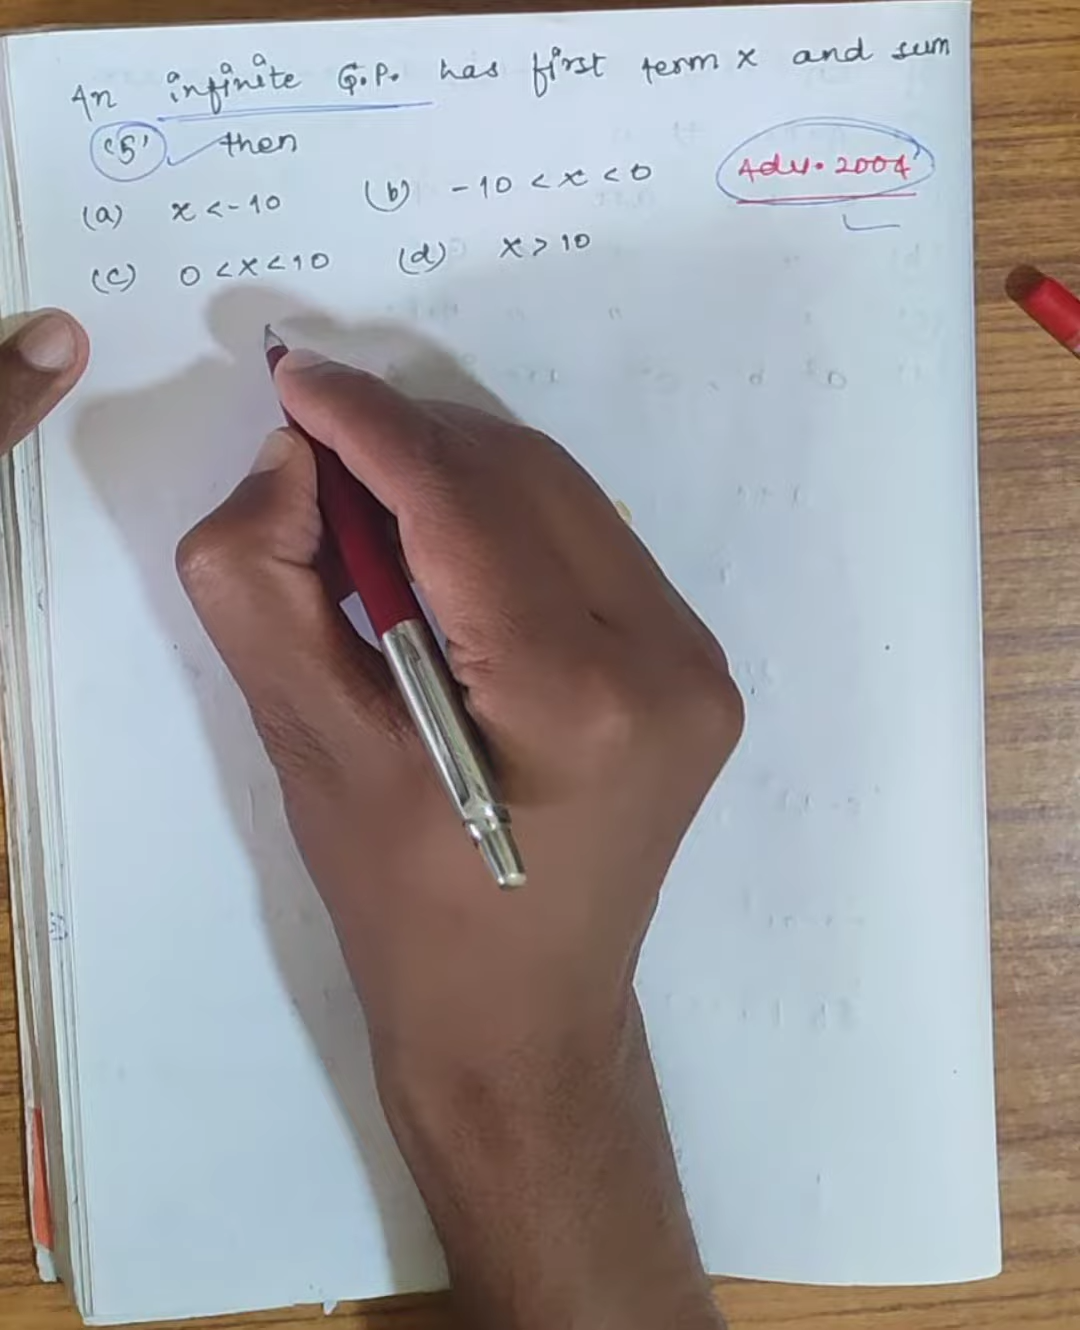 An infinite G.P. has first term x and sum
'5' then
Adv. 2004
(a) x < -10 (b) -10 < x < 0
(c) 0 < x < 10 (d) x > 10